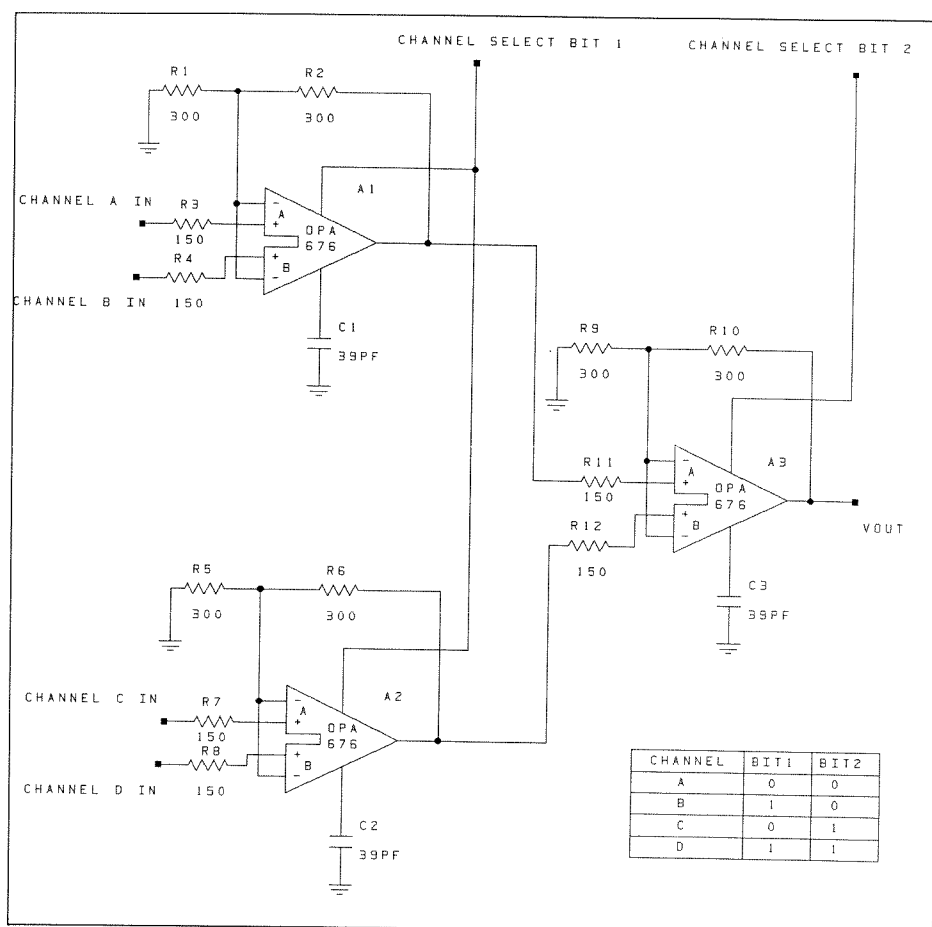 CHANNEL SELECT BIT 1
CHANNEL SELECT BIT 2
R1
300
R2
300
A1
CHANNEL A IN
R3
150
R4
150
CHANNEL B IN
- A
+
+
B
-
OPA
676
C1
39PF
R9
300
R10
300
A3
R11
150
R12
150
- A
+
+
B
-
OPA
676
VOUT
C3
39PF
R5
300
R6
300
A2
CHANNEL C IN
R7
150
R8
150
CHANNEL D IN
- A
+
+
B
-
OPA
676
C2
39PF
CHANNEL BIT1 BIT2
A 0 0
B 1 0
C 0 1
D 1 1